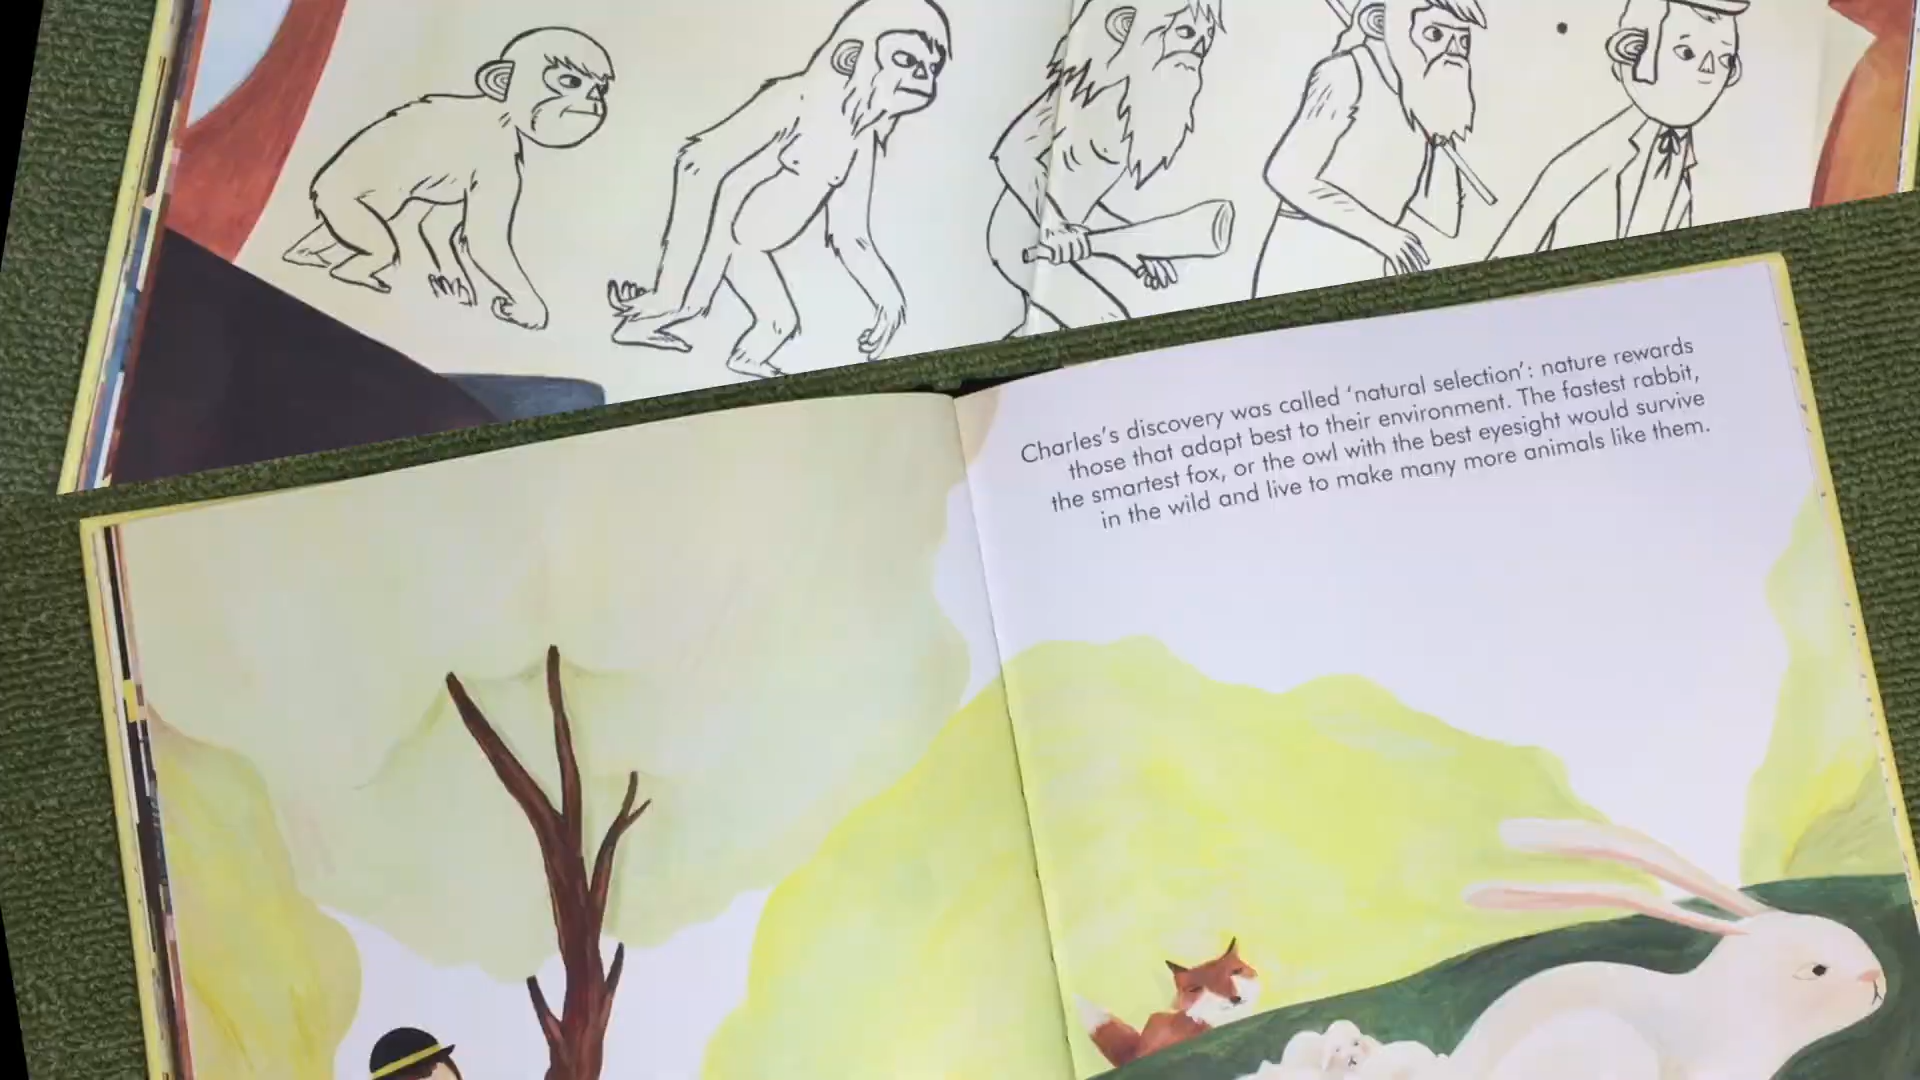 Charles's discovery was called 'natural selection': nature rewards
those that adapt best to their environment. The fastest rabbit,
the smartest fox, or the owl with the best eyesight would survive
in the wild and live to make many more animals like them.